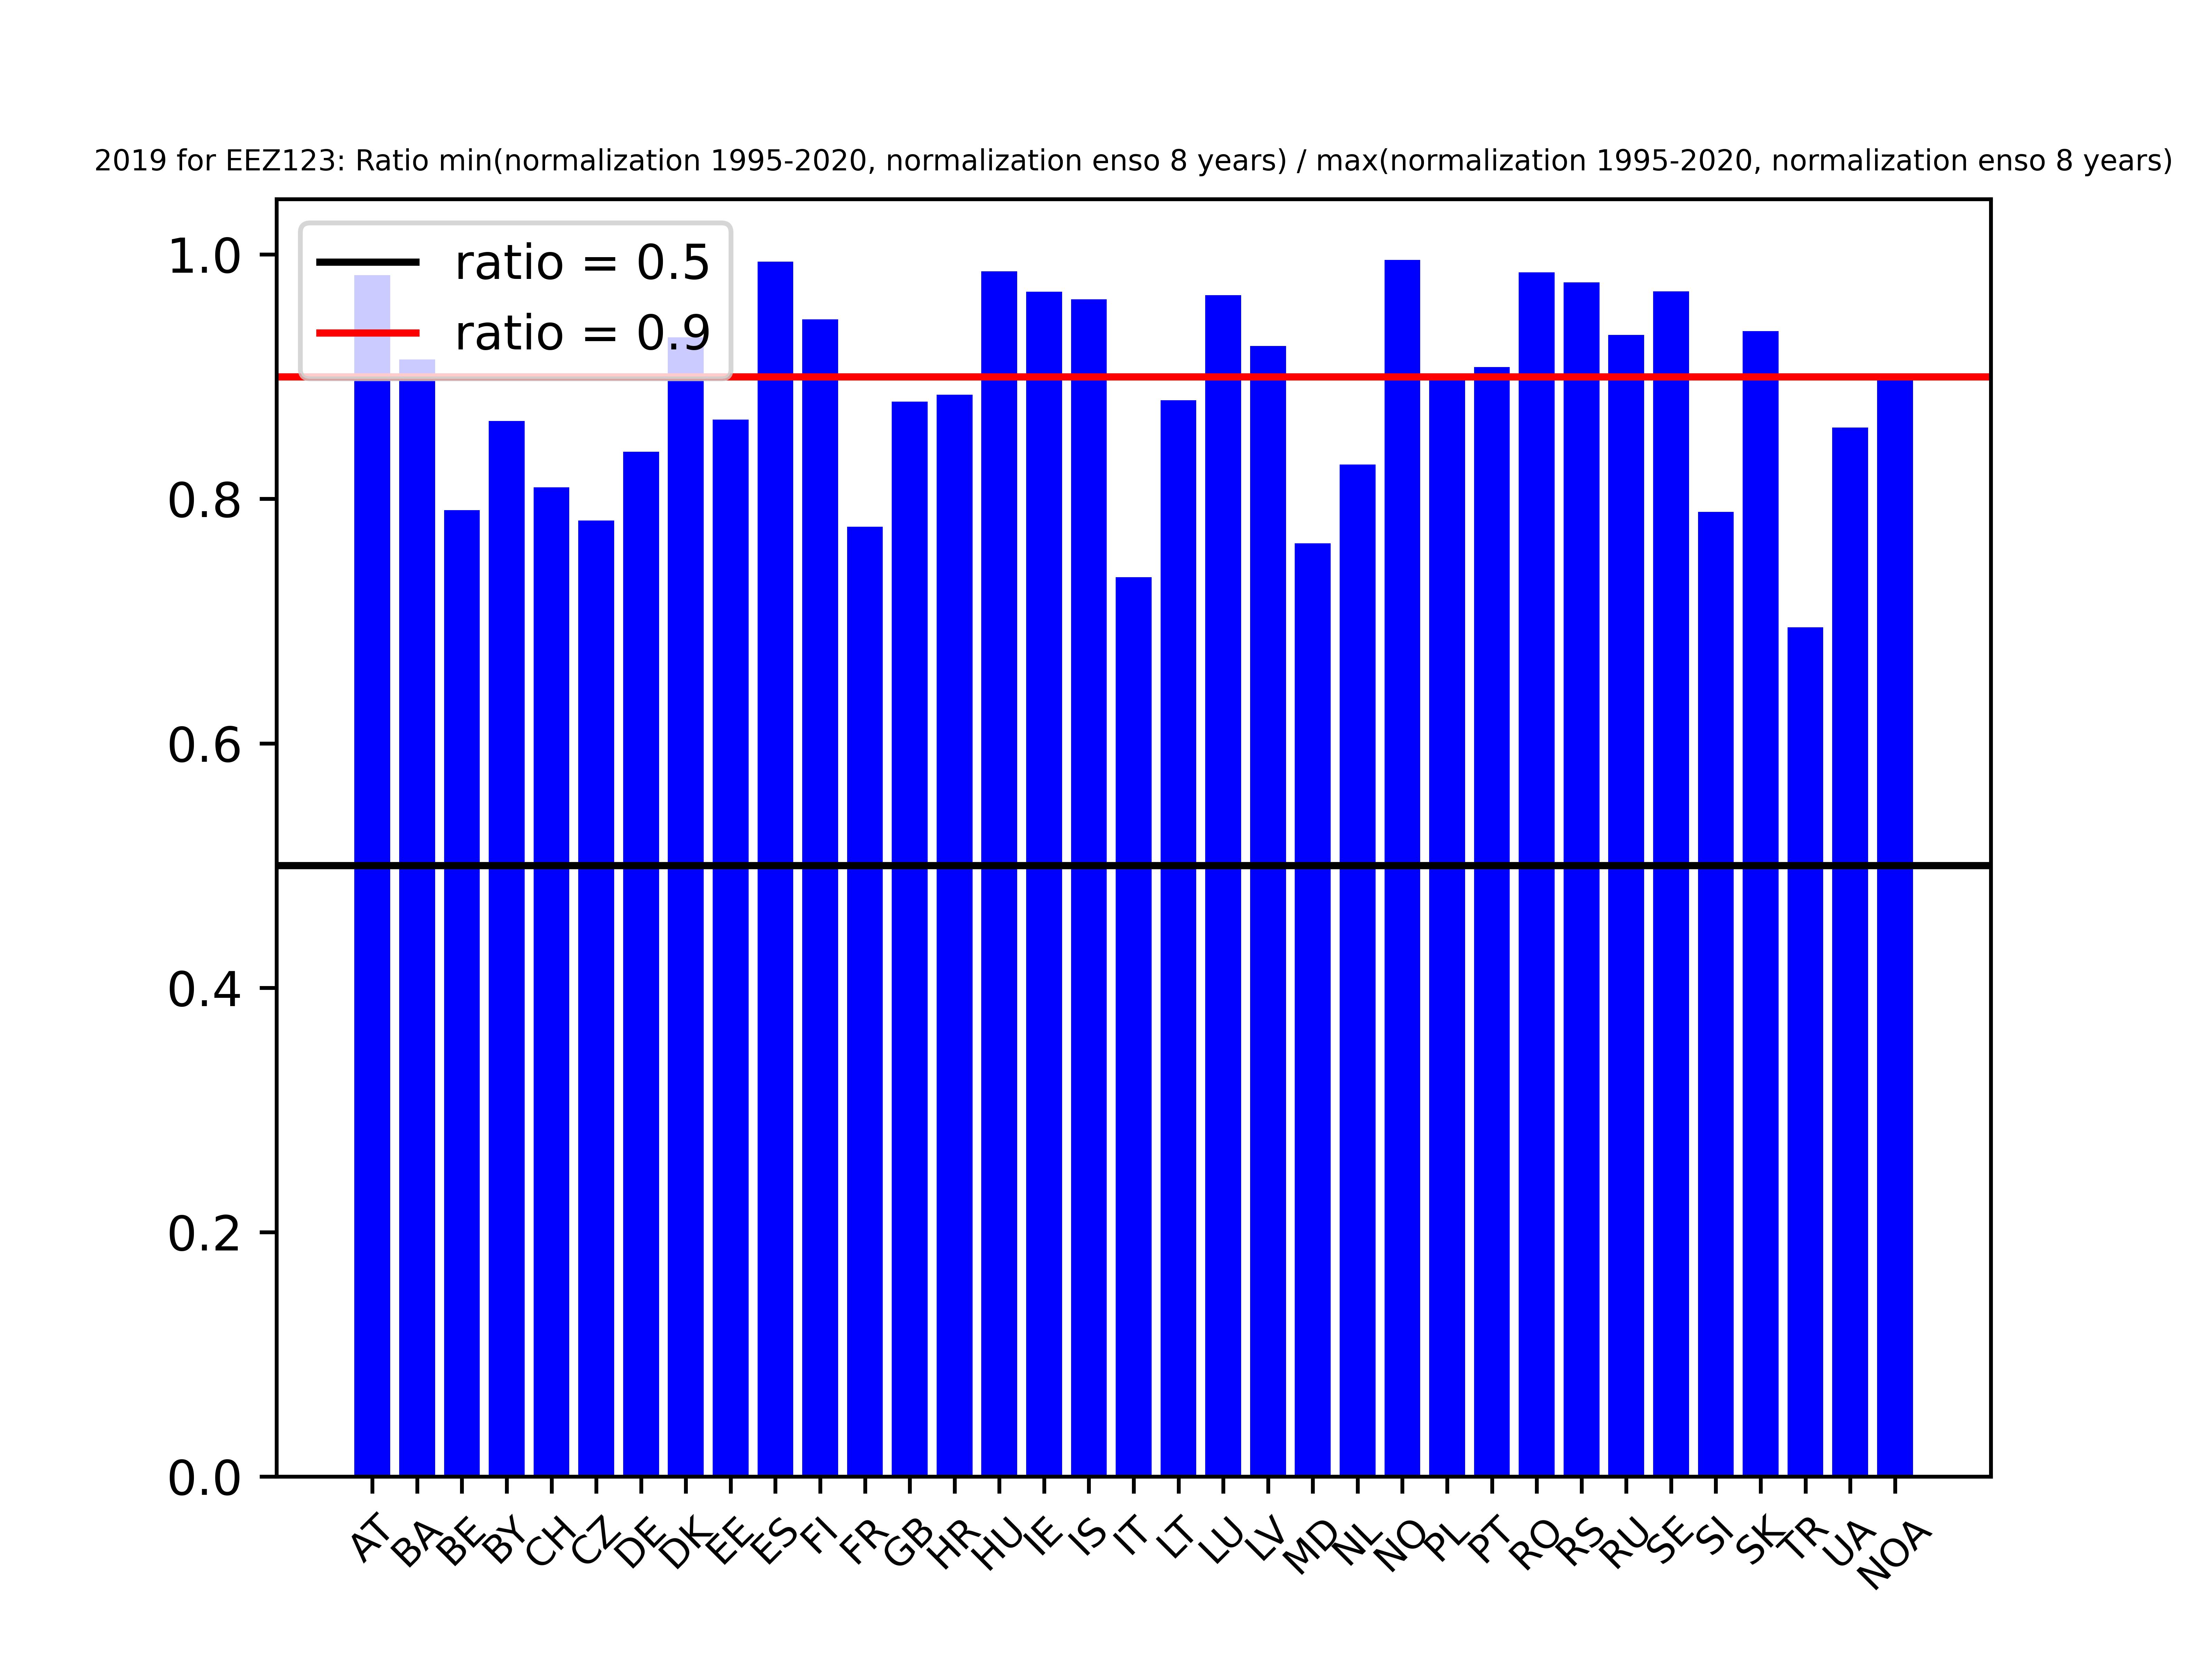 2019 for EEZ123: Ratio min(normalization 1995-2020, normalization enso 8 years) / max(normalization 1995-2020, normalization enso 8 years)
ratio = 0.5
ratio = 0.9
1.0
0.8
0.6
0.4
0.2
0.0
AT BA BE BY CH CZ DE DK EE ES FI FR GB HR HU IE IS IT LT LU LV MD NL NO PL PT RO RS RU SE SI SK TR UA NOA